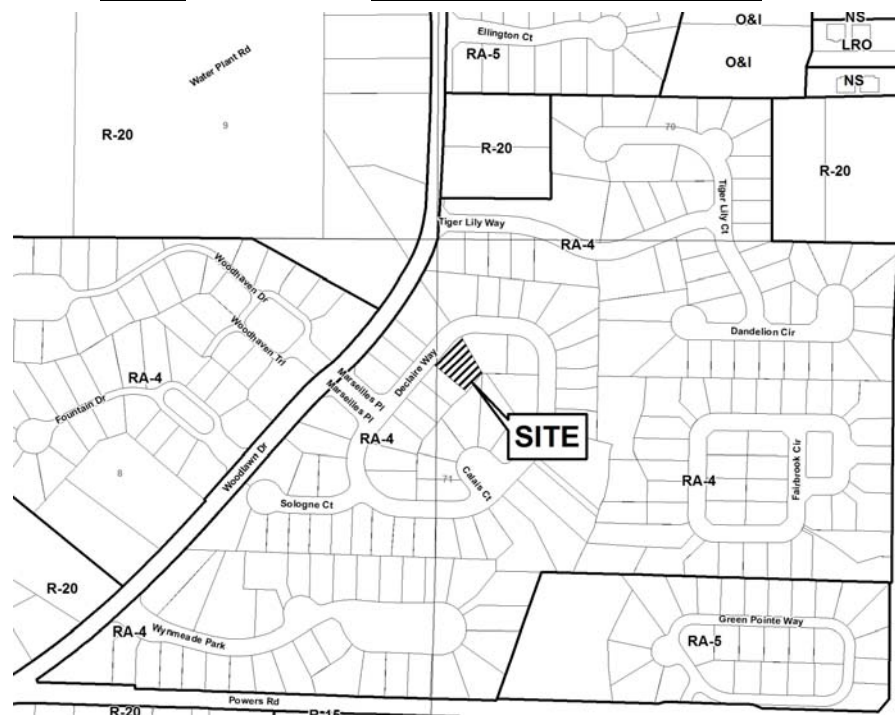 Ellington Ct
O&I
NS
RA-5
LRO
O&I
NS
Water Plant Rd
R-20
9
R-20
70
R-20
Tiger Lily Ct
Tiger Lily Way
RA-4
Woodhaven Dr
Woodhaven Trl
Dandelion Cir
Declaire Way
Marseilles Pl
Marseilles Pl
RA-4
Fountain Dr
SITE
RA-4
Woodlawn Dr
8
71
Calais Ct
RA-4
Fairbrook Cir
Sologne Ct
R-20
RA-4
Wynmeade Park
Green Pointe Way
RA-5
Powers Rd
R-20
R-15